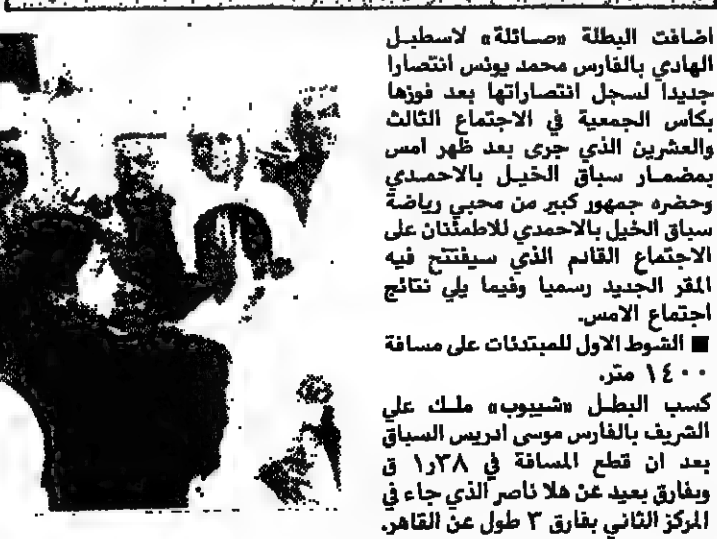 اضافت البطلة «صائلة» لاسطبل
الهادي بالفارس محمد يونس انتصارا
جديدا لسجل انتصاراتها بعد فوزها
بكأس الجمعية في الاجتماع الثالث
والعشرين الذي جرى بعد ظهر امس
بمضمار سباق الخيل بالاحمدي
وحضره جمهور كبير من محبي رياضة
سباق الخيل بالاحمدي للاطمئنان على
الاجتماع القادم الذي سيفتتح فيه
المقر الجديد رسميا وفيما يلي نتائج
اجتماع الامس.
■ الشوط الاول للمبتدئات على مسافة
١٤٠٠ متر.
كسب البطل «شيبوب» ملك علي
الشريف بالفارس موسى ادريس السباق
بعد ان قطع المسافة في ١٫٣٨ ق
وبفارق بعيد عن هلا ناصر الذي جاء في
المركز الثاني بفارق ٣ طول عن القاهر.